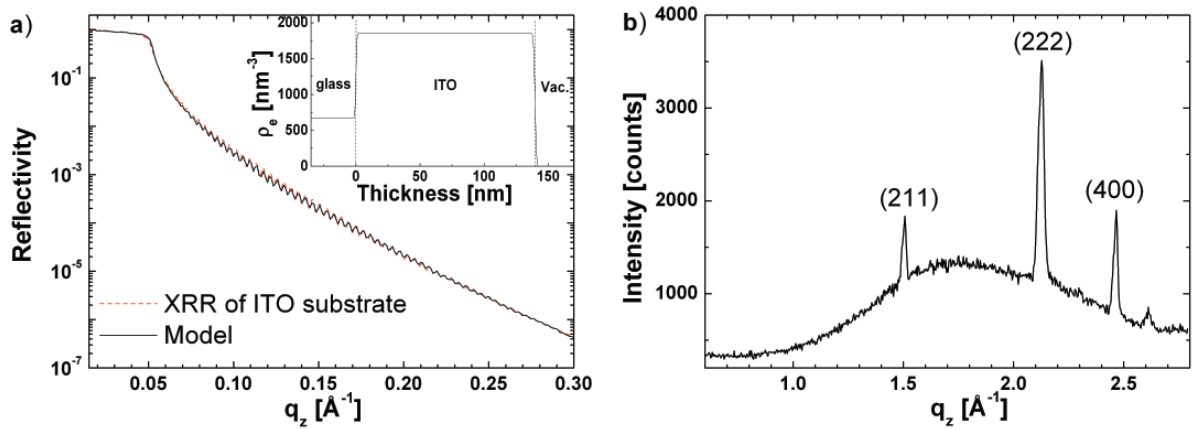 a)
Reflectivity
10⁻¹
10⁻³
10⁻⁵
10⁻⁷
0.05 0.10 0.15 0.20 0.25 0.30
q_z [Å⁻¹]
XRR of ITO substrate
Model
ρ_e [nm⁻³]
2000
1500
1000
500
0
glass ITO Vac.
0 50 100 150
Thickness [nm]
b)
Intensity [counts]
4000
3000
2000
1000
(211)
(222)
(400)
1.0 1.5 2.0 2.5
q_z [Å⁻¹]